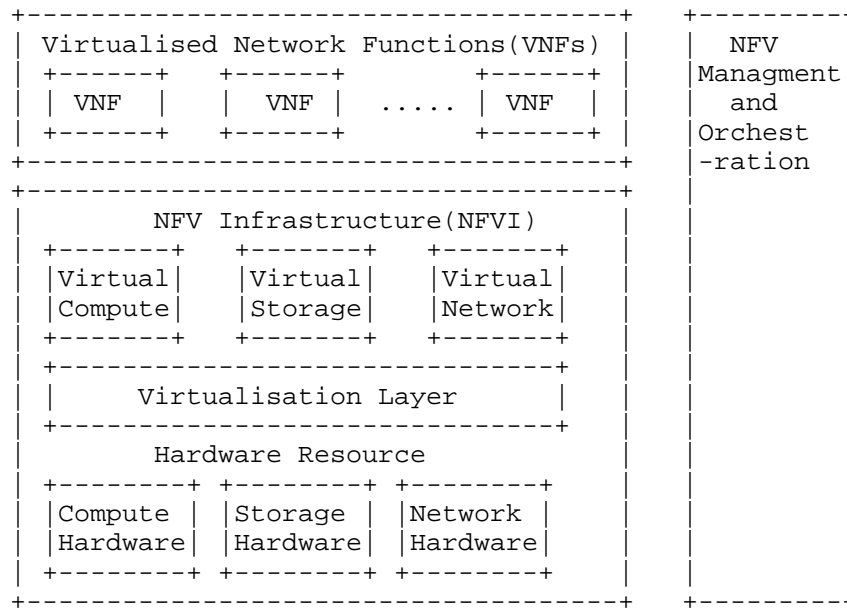 Virtualised Network Functions(VNFs)
VNF VNF ..... VNF
NFV
Managment
and
Orchest
-ration
NFV Infrastructure(NFVI)
Virtual Virtual Virtual
Compute Storage Network
Virtualisation Layer
Hardware Resource
Compute Storage Network
Hardware Hardware Hardware